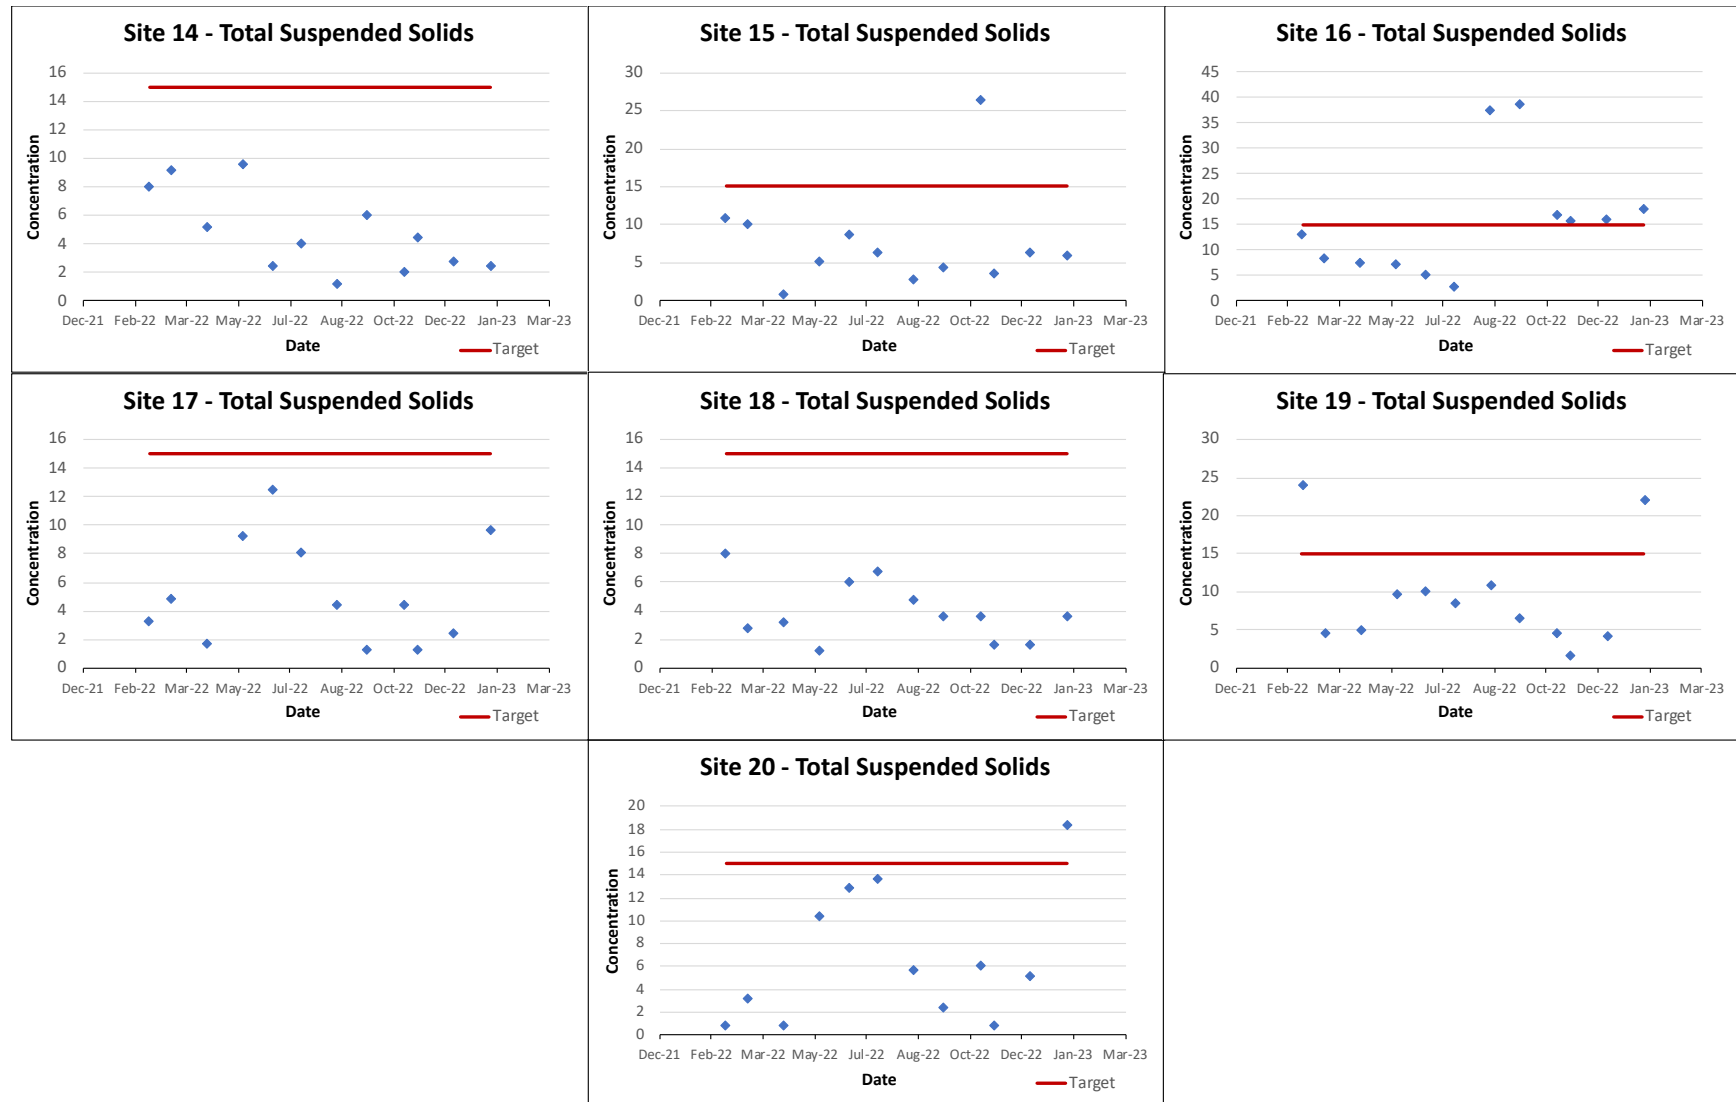 Site 14 - Total Suspended Solids
16
14
12
10
8
6
4
2
0
Concentration
Dec-21 Feb-22 Mar-22 May-22 Jul-22 Aug-22 Oct-22 Dec-22 Jan-23 Mar-23
Date
Target
Site 15 - Total Suspended Solids
30
25
20
15
10
5
0
Concentration
Dec-21 Feb-22 Mar-22 May-22 Jul-22 Aug-22 Oct-22 Dec-22 Jan-23 Mar-23
Date
Target
Site 16 - Total Suspended Solids
45
40
35
30
25
20
15
10
5
0
Concentration
Dec-21 Feb-22 Mar-22 May-22 Jul-22 Aug-22 Oct-22 Dec-22 Jan-23 Mar-23
Date
Target
Site 17 - Total Suspended Solids
16
14
12
10
8
6
4
2
0
Concentration
Dec-21 Feb-22 Mar-22 May-22 Jul-22 Aug-22 Oct-22 Dec-22 Jan-23 Mar-23
Date
Target
Site 18 - Total Suspended Solids
16
14
12
10
8
6
4
2
0
Concentration
Dec-21 Feb-22 Mar-22 May-22 Jul-22 Aug-22 Oct-22 Dec-22 Jan-23 Mar-23
Date
Target
Site 19 - Total Suspended Solids
30
25
20
15
10
5
0
Concentration
Dec-21 Feb-22 Mar-22 May-22 Jul-22 Aug-22 Oct-22 Dec-22 Jan-23 Mar-23
Date
Target
Site 20 - Total Suspended Solids
20
18
16
14
12
10
8
6
4
2
0
Concentration
Dec-21 Feb-22 Mar-22 May-22 Jul-22 Aug-22 Oct-22 Dec-22 Jan-23 Mar-23
Date
Target